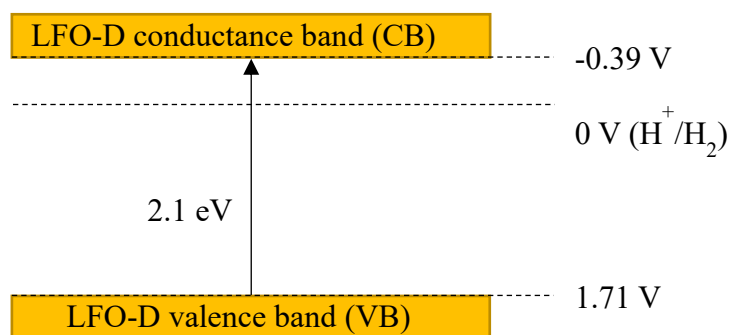 LFO-D conductance band (CB)
-0.39 V
0 V (H⁺/H₂)
2.1 eV
1.71 V
LFO-D valence band (VB)